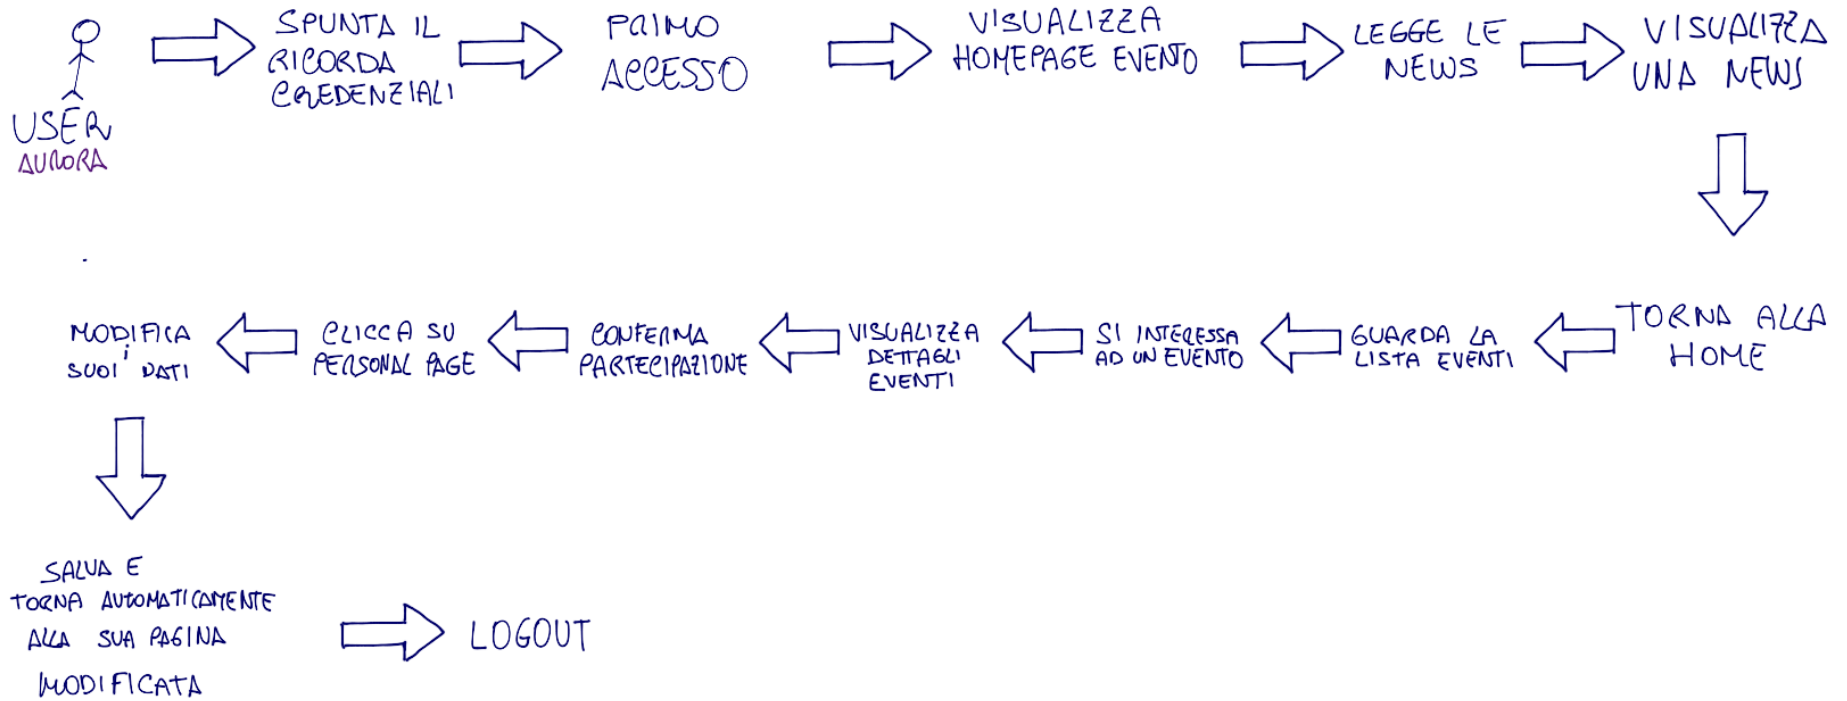 USER
AURORA
SPUNTA IL
RICORDA
CREDENZIALI
PRIMO
ACCESSO
VISUALIZZA
HOMEPAGE EVENTO
LEGGE LE
NEWS
VISUALIZZA
UNA NEWS
TORNA ALLA
HOME
GUARDA LA
LISTA EVENTI
SI INTERESSA
AD UN EVENTO
VISUALIZZA
DETTAGLI
EVENTI
CONFERMA
PARTECIPAZIONE
CLICCA SU
PERSONAL PAGE
MODIFICA
i
SUOI DATI
SALVA E
TORNA AUTOMATICAMENTE
ALLA SUA PAGINA
MODIFICATA
LOGOUT